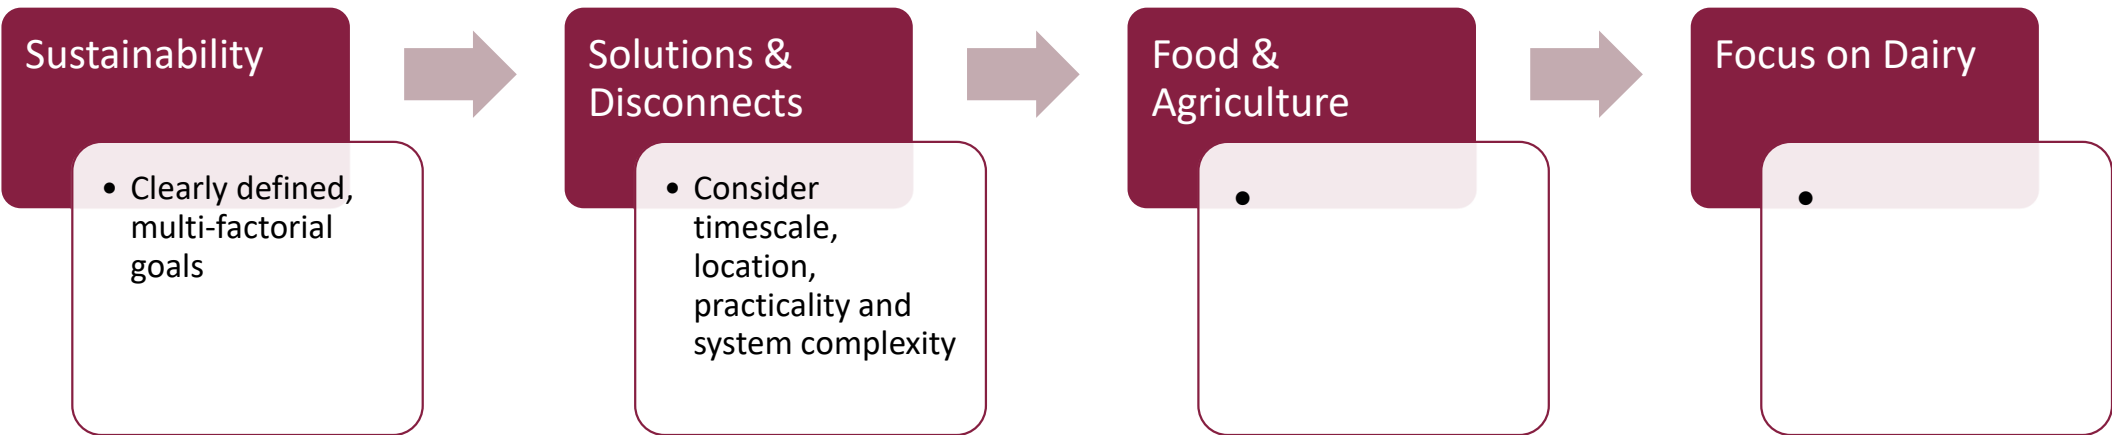 Sustainability
• Clearly defined,
multi-factorial
goals
Solutions &
Disconnects
• Consider
timescale,
location,
practicality and
system complexity
Food &
Agriculture
•
Focus on Dairy
•